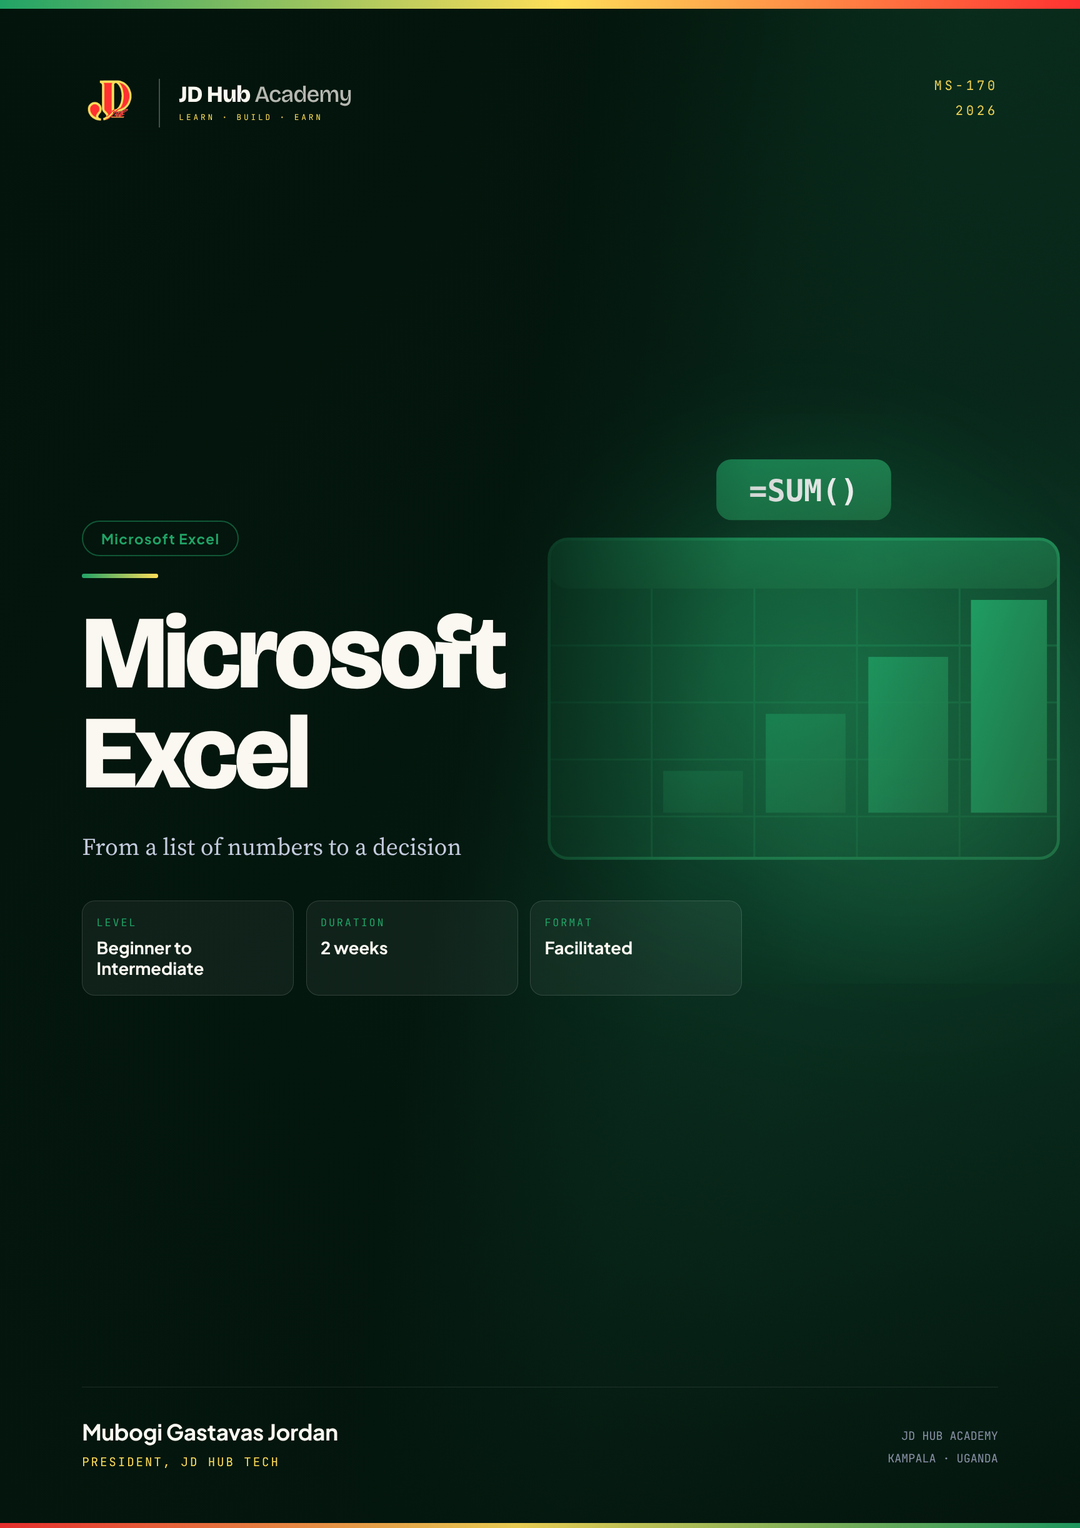 JD Hub Academy
LEARN · BUILD · EARN
MS-170
2026
=SUM()
Microsoft Excel
Microsoft
Excel
From a list of numbers to a decision
LEVEL
Beginner to
Intermediate
DURATION
2 weeks
FORMAT
Facilitated
Mubogi Gastavas Jordan
PRESIDENT, JD HUB TECH
JD HUB ACADEMY
KAMPALA · UGANDA